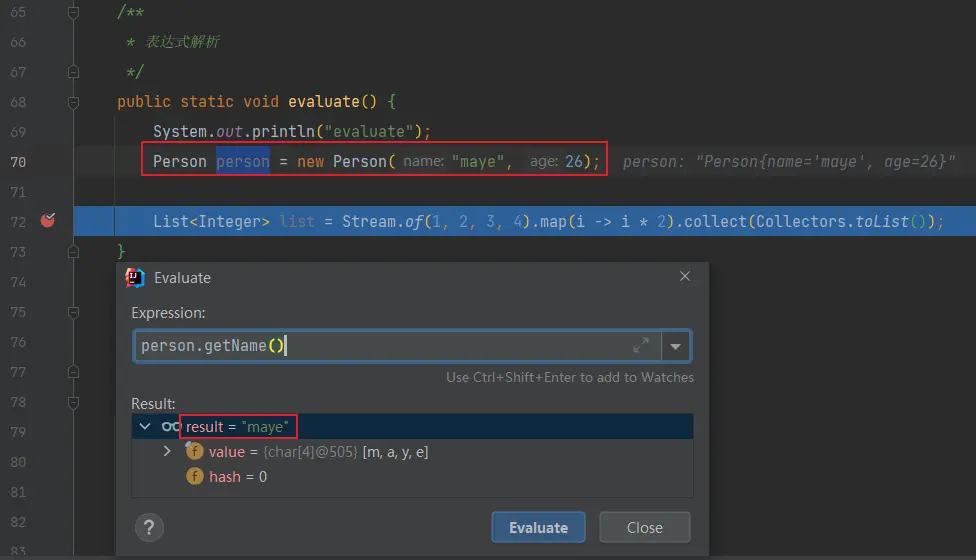 65 /**
66 * 表达式解析
67 */
68 public static void evaluate() {
69 System.out.println("evaluate");
70 Person person = new Person( name: "maye", age: 26); person: "Person{name='maye', age=26}"
71
72 List<Integer> list = Stream.of(1, 2, 3, 4).map(i -> i * 2).collect(Collectors.toList());
73 }
74
Evaluate
75
Expression:
76 person.getName()
77 Use Ctrl+Shift+Enter to add to Watches
78 Result:
79 result = "maye"
80 value = {char[4]@505} [m, a, y, e]
81 hash = 0
82 ? Evaluate Close
83